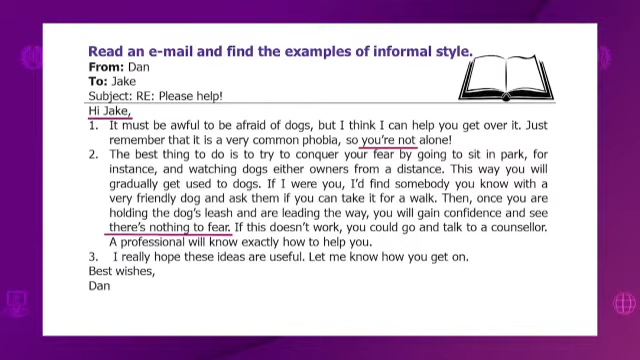 Read an e-mail and find the examples of informal style.
From: Dan
To: Jake
Subject: RE: Please help!
Hi Jake,
1. It must be awful to be afraid of dogs, but I think I can help you get over it. Just
remember that it is a very common phobia, so you're not alone!
2. The best thing to do is to try to conquer your fear by going to sit in park, for
instance, and watching dogs either owners from a distance. This way you will
gradually get used to dogs. If I were you, I'd find somebody you know with a
very friendly dog and ask them if you can take it for a walk. Then, once you are
holding the dog's leash and are leading the way, you will gain confidence and see
there's nothing to fear. If this doesn't work, you could go and talk to a counsellor.
A professional will know exactly how to help you.
3. I really hope these ideas are useful. Let me know how you get on.
Best wishes,
Dan